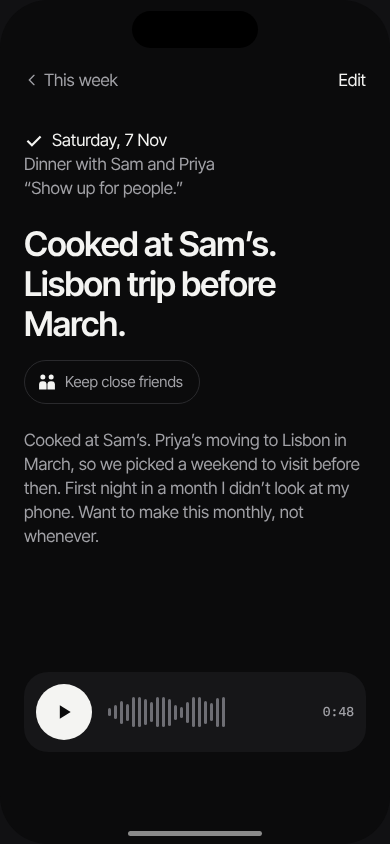 This week
Edit
Saturday, 7 Nov
Dinner with Sam and Priya
“Show up for people.”
Cooked at Sam’s.
Lisbon trip before
March.
Keep close friends
Cooked at Sam’s. Priya’s moving to Lisbon in
March, so we picked a weekend to visit before
then. First night in a month I didn’t look at my
phone. Want to make this monthly, not
whenever.
0:48